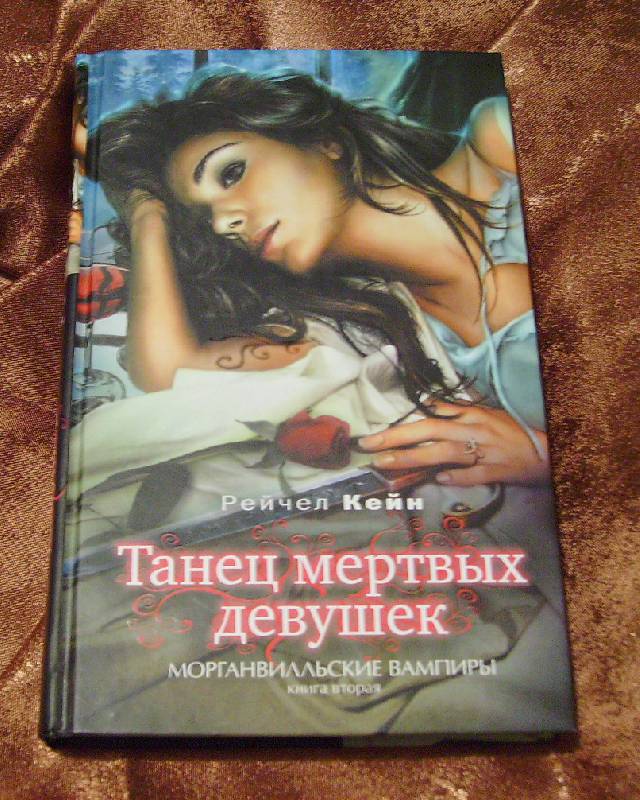 Рейчел Кейн
Танец мертвых
девушек
МОРГАНВИЛЛЬСКИЕ ВАМПИРЫ
книга вторая